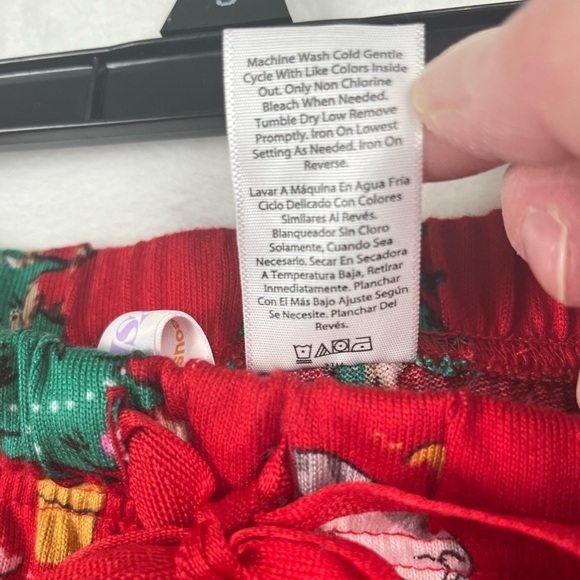 Machine Wash Cold Gentle
Cycle With Like Colors Inside
Out. Only Non Chlorine
Bleach When Needed.
Tumble Dry Low Remove
Promptly. Iron On Lowest
Setting As Needed. Iron On
Reverse.
Lavar A Máquina En Agua Fría
Ciclo Delicado Con Colores
Similares Al Revés.
Blanqueador Sin Cloro
Solamente, Cuando Sea
Necesario. Secar En Secadora
A Temperatura Baja, Retirar
Inmediatamente. Planchar
Con El Más Bajo Ajuste Según
Se Necesite. Planchar Del
Revés.